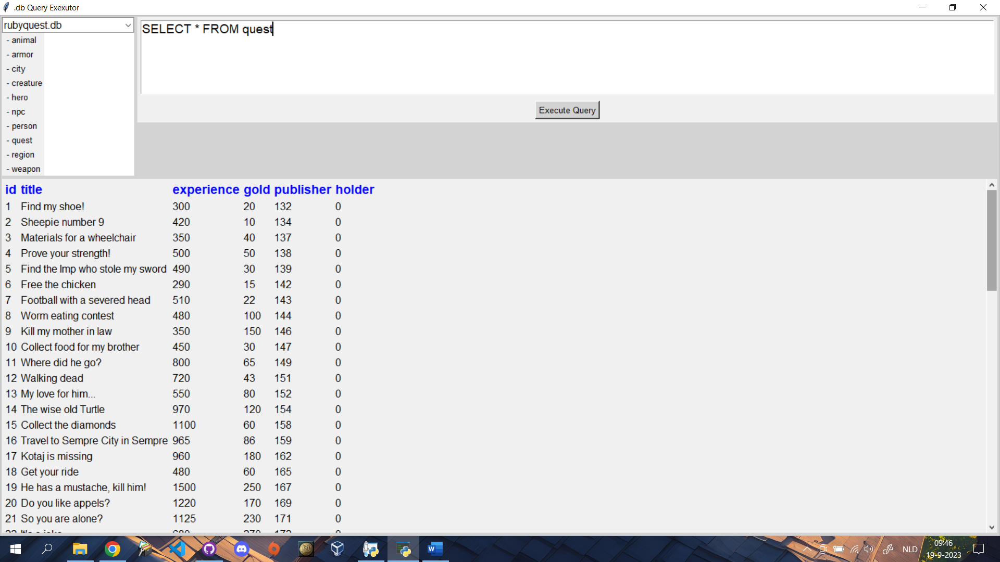 .db Query Exexutor
rubyquest.db
- animal
- armor
- city
- creature
- hero
- npc
- person
- quest
- region
- weapon
SELECT * FROM quest
Execute Query
id title experience gold publisher holder
1 Find my shoe! 300 20 132 0
2 Sheepie number 9 420 10 134 0
3 Materials for a wheelchair 350 40 137 0
4 Prove your strength! 500 50 138 0
5 Find the Imp who stole my sword 490 30 139 0
6 Free the chicken 290 15 142 0
7 Football with a severed head 510 22 143 0
8 Worm eating contest 480 100 144 0
9 Kill my mother in law 350 150 146 0
10 Collect food for my brother 450 30 147 0
11 Where did he go? 800 65 149 0
12 Walking dead 720 43 151 0
13 My love for him... 550 80 152 0
14 The wise old Turtle 970 120 154 0
15 Collect the diamonds 1100 60 158 0
16 Travel to Sempre City in Sempre 965 86 159 0
17 Kotaj is missing 960 180 162 0
18 Get your ride 480 60 165 0
19 He has a mustache, kill him! 1500 250 167 0
20 Do you like appels? 1220 170 169 0
21 So you are alone? 1125 230 171 0
NLD
09:46
19-9-2023